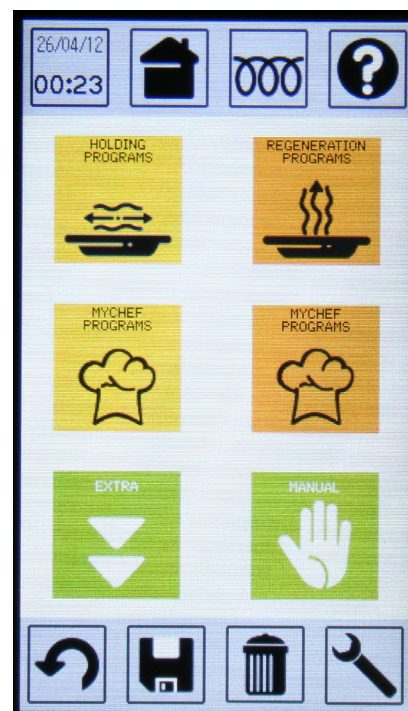 26/04/12
00:23
?
HOLDING
PROGRAMS
REGENERATION
PROGRAMS
MYCHEF
PROGRAMS
MYCHEF
PROGRAMS
EXTRA
MANUAL